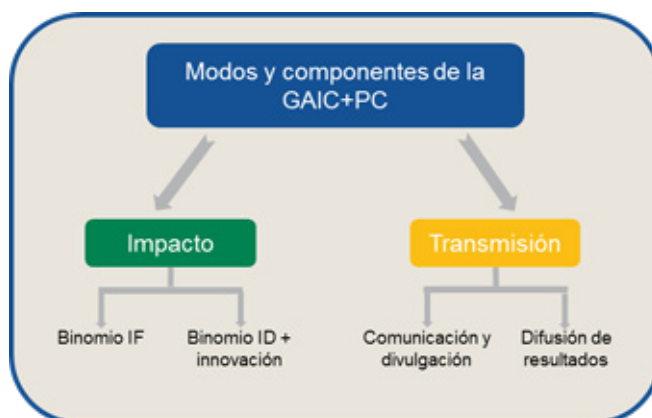 Modos y componentes de la
GAIC+PC
Impacto
Transmisión
Binomio IF
Binomio ID +
innovación
Comunicación y
divulgación
Difusión de
resultados